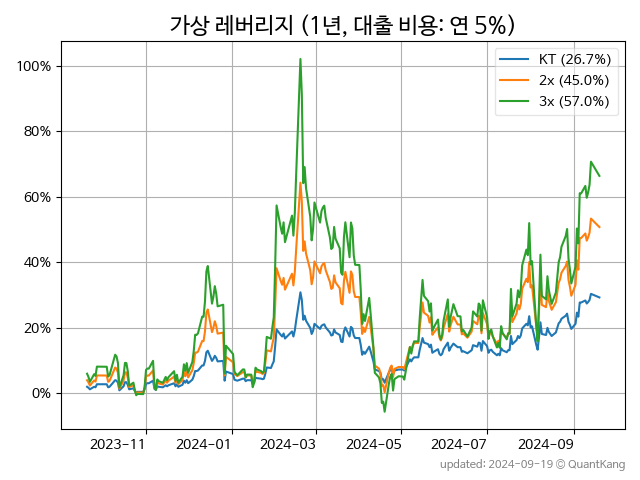 가상 레버리지 (1년, 대출 비용: 연 5%)
KT (26.7%)
2x (45.0%)
3x (57.0%)
100%
80%
60%
40%
20%
0%
2023-11 2024-01 2024-03 2024-05 2024-07 2024-09
updated: 2024-09-19 © QuantKang